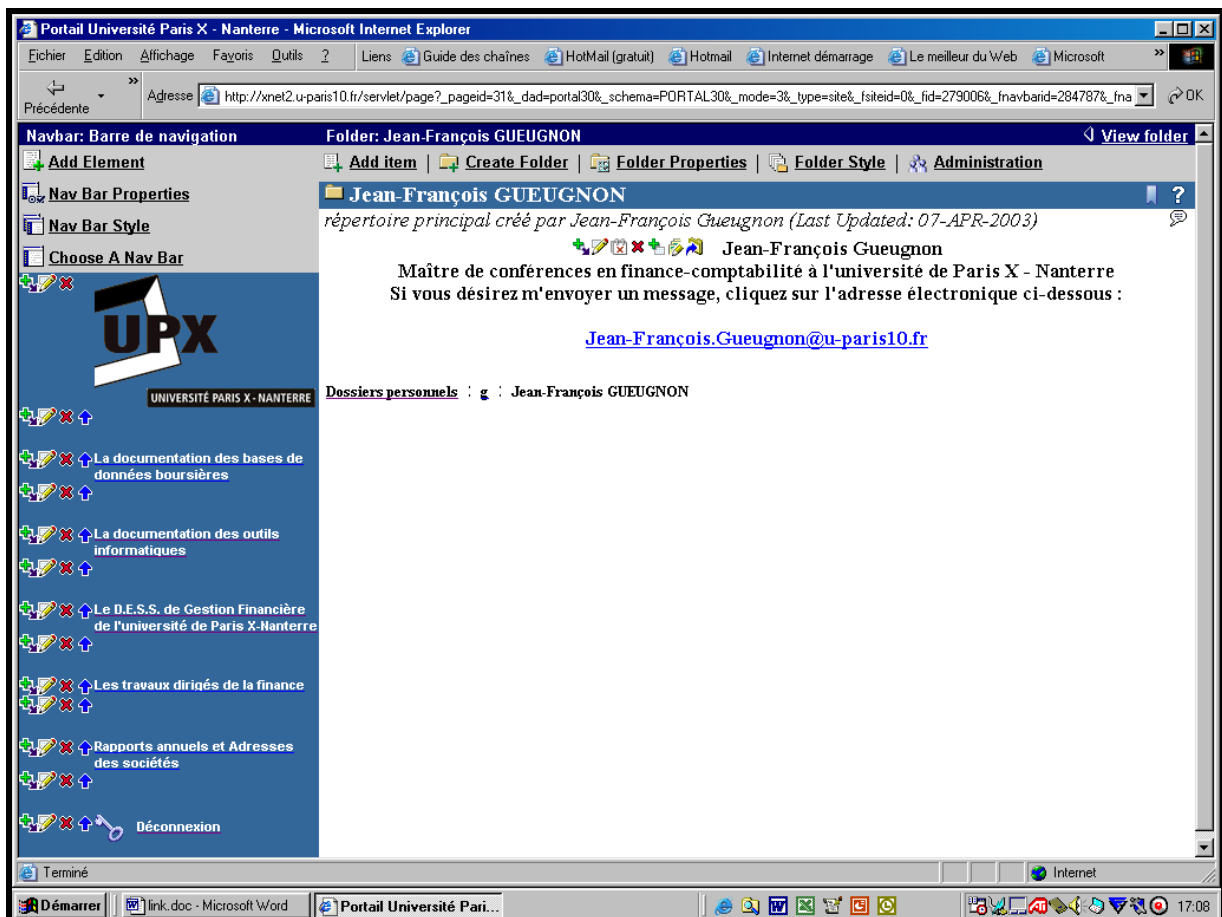 Portail Université Paris X - Nanterre - Microsoft Internet Explorer
Fichier Edition Affichage Favoris Outils ? Liens Guide des chaînes HotMail (gratuit) Hotmail Internet démarrage Le meilleur du Web Microsoft »
Précédente » Adresse http://xnet2.u-paris10.fr/servlet/page?_pageid=31&_dad=portal30&_schema=PORTAL30&_mode=3&_type=site&_fsiteid=0&_fid=279006&_fnavbarid=284787&_fna OK
Navbar: Barre de navigation
Add Element
Nav Bar Properties
Nav Bar Style
Choose A Nav Bar
UPX
UNIVERSITÉ PARIS X - NANTERRE
La documentation des bases de
données boursières
La documentation des outils
informatiques
Le D.E.S.S. de Gestion Financière
de l'université de Paris X-Nanterre
Les travaux dirigés de la finance
Rapports annuels et Adresses
des sociétés
Déconnexion
Folder: Jean-François GUEUGNON View folder
Add item | Create Folder | Folder Properties | Folder Style | Administration
Jean-François GUEUGNON ?
répertoire principal créé par Jean-François Gueugnon (Last Updated: 07-APR-2003)
Jean-François Gueugnon
Maître de conférences en finance-comptabilité à l'université de Paris X - Nanterre
Si vous désirez m'envoyer un message, cliquez sur l'adresse électronique ci-dessous :
Jean-François.Gueugnon@u-paris10.fr
Dossiers personnels : g : Jean-François GUEUGNON
Terminé Internet
Démarrer link.doc - Microsoft Word Portail Université Pari... 17:08